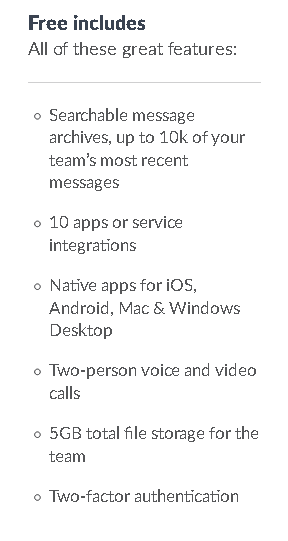 Free includes
All of these great features:
Searchable message
archives, up to 10k of your
team's most recent
messages
10 apps or service
integrations
Native apps for iOS,
Android, Mac & Windows
Desktop
Two-person voice and video
calls
5GB total file storage for the
team
Two-factor authentication